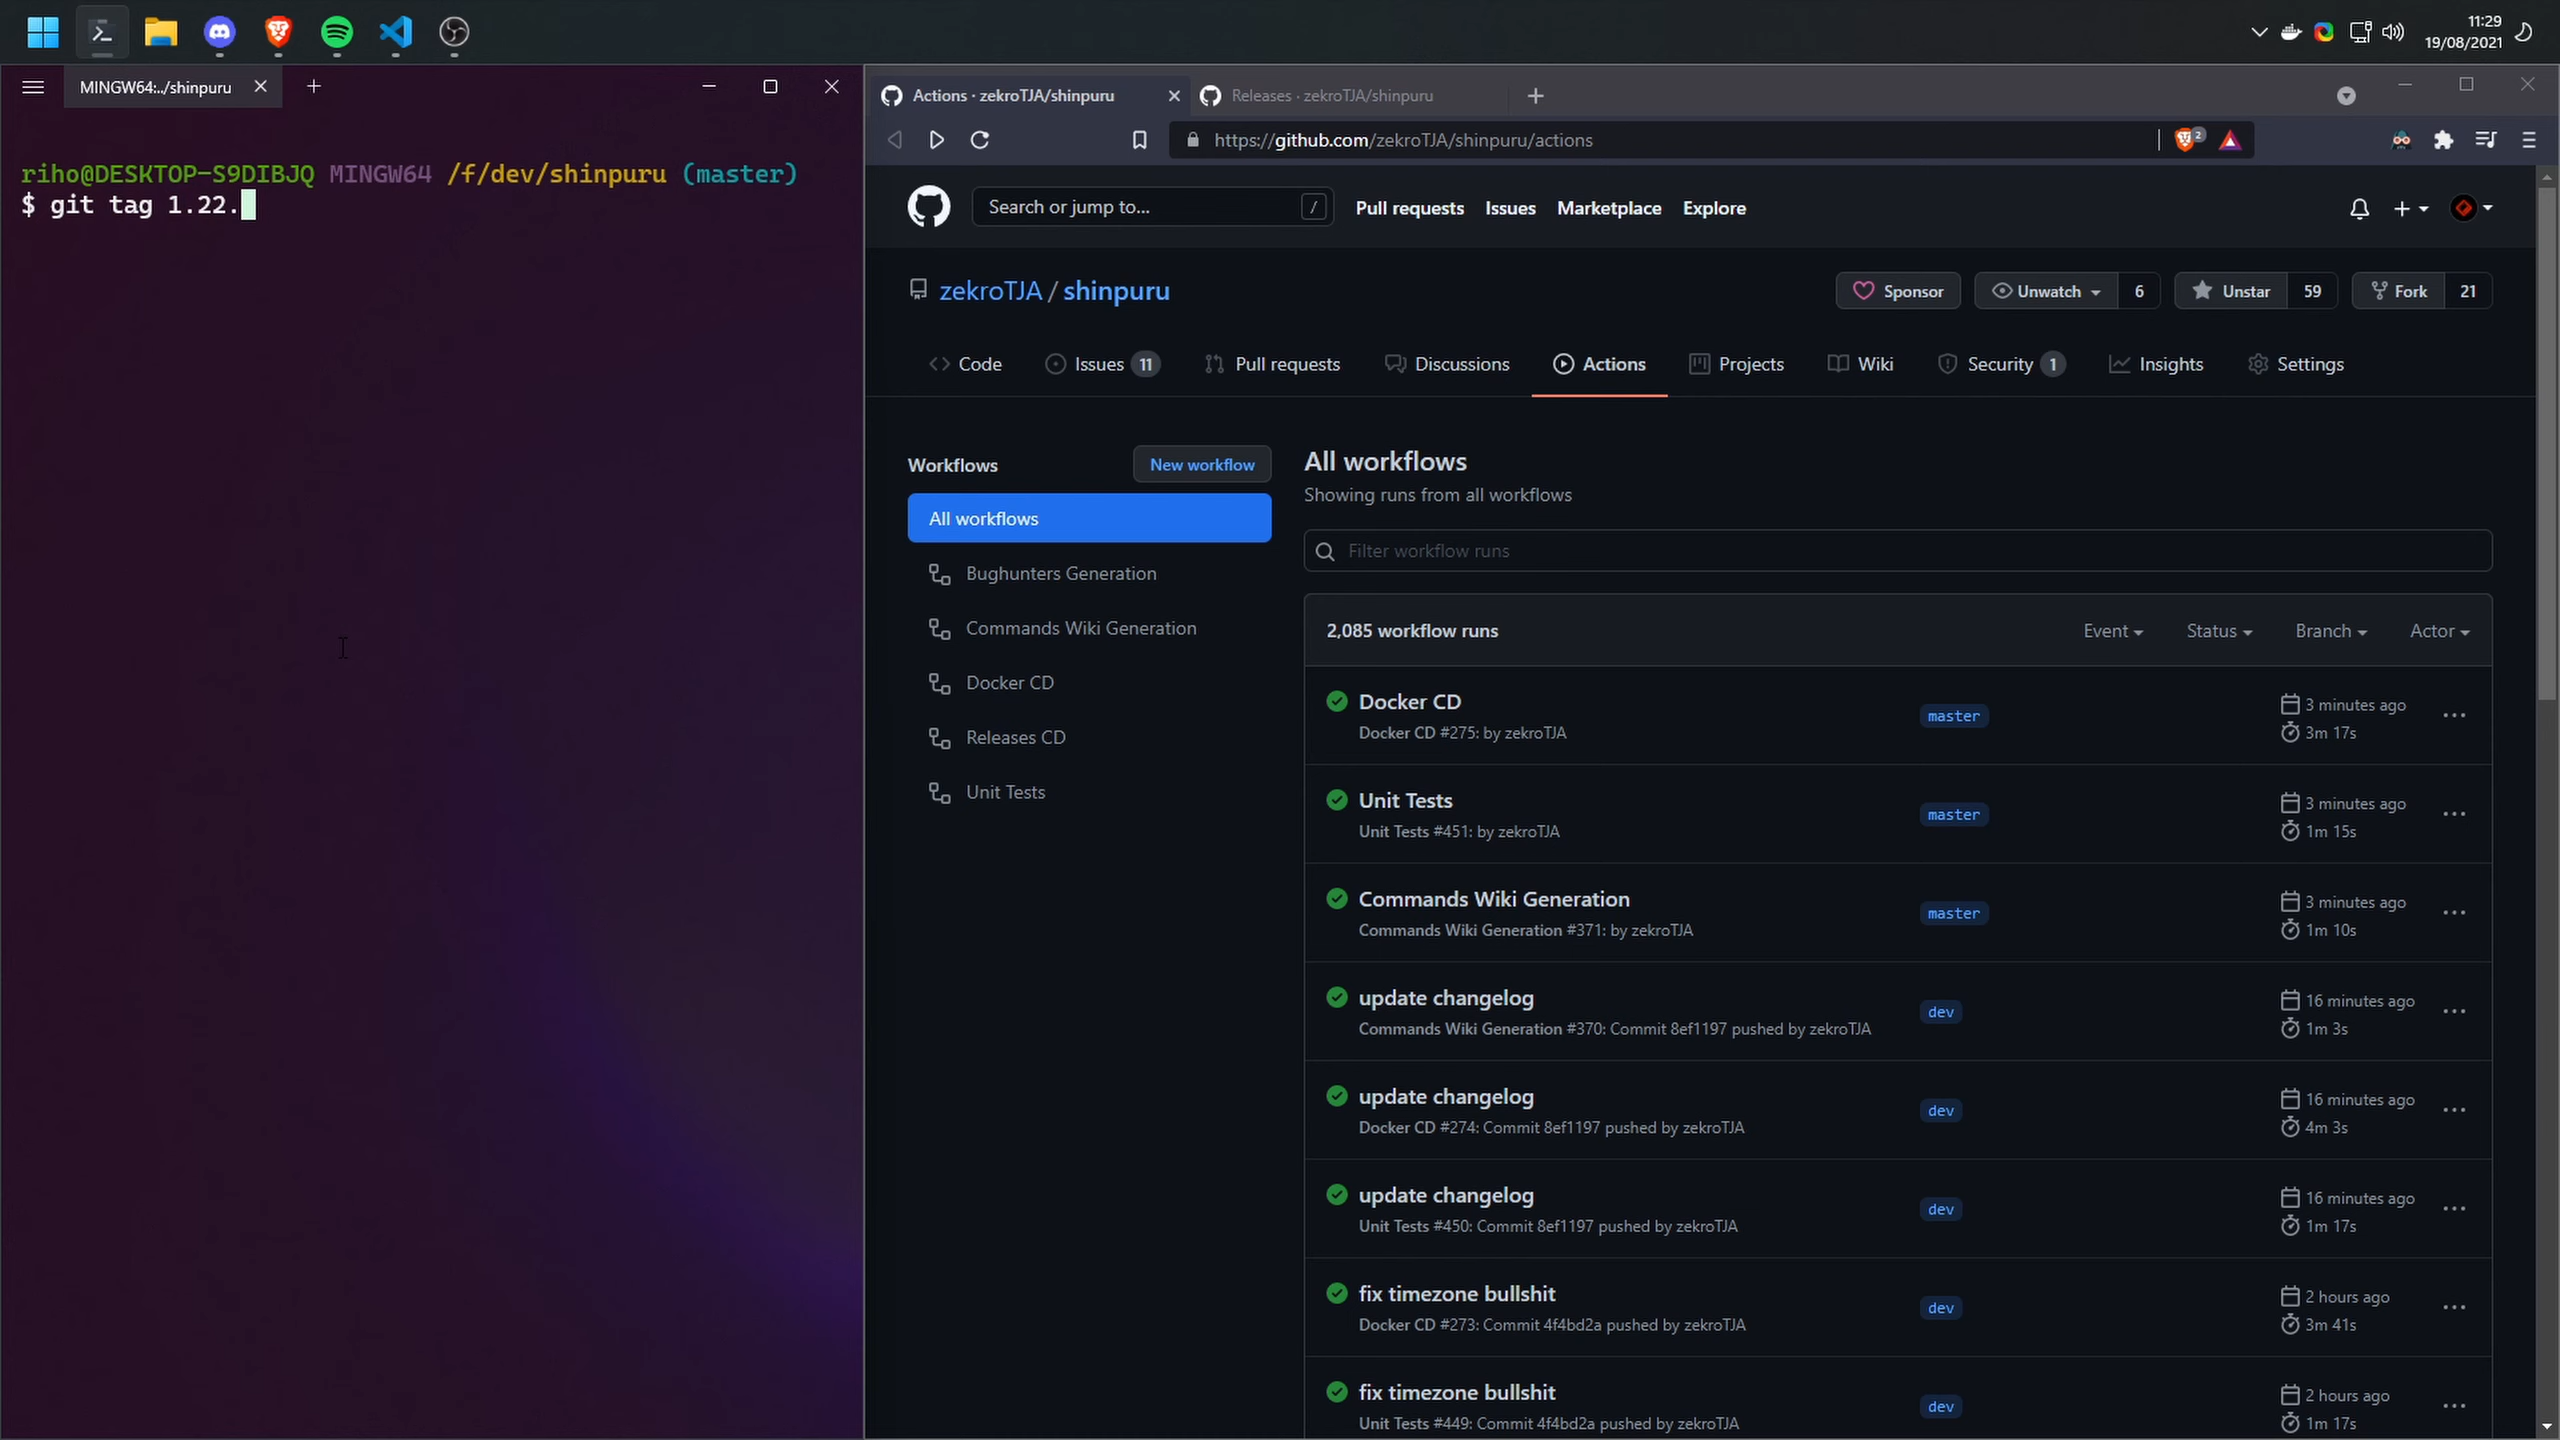 11:29
19/08/2021
MINGW64:../shinpuru
riho@DESKTOP-S9DIBJQ MINGW64 /f/dev/shinpuru (master)
$ git tag 1.22.
Actions · zekroTJA/shinpuru
Releases · zekroTJA/shinpuru
https://github.com/zekroTJA/shinpuru/actions
2
Search or jump to... /
Pull requests Issues Marketplace Explore
zekroTJA / shinpuru
Sponsor Unwatch 6 Unstar 59 Fork 21
Code Issues 11 Pull requests Discussions Actions Projects Wiki Security 1 Insights Settings
Workflows New workflow
All workflows
Bughunters Generation
Commands Wiki Generation
Docker CD
Releases CD
Unit Tests
All workflows
Showing runs from all workflows
Filter workflow runs
2,085 workflow runs Event Status Branch Actor
Docker CD master 3 minutes ago
Docker CD #275: by zekroTJA 3m 17s
Unit Tests master 3 minutes ago
Unit Tests #451: by zekroTJA 1m 15s
Commands Wiki Generation master 3 minutes ago
Commands Wiki Generation #371: by zekroTJA 1m 10s
update changelog dev 16 minutes ago
Commands Wiki Generation #370: Commit 8ef1197 pushed by zekroTJA 1m 3s
update changelog dev 16 minutes ago
Docker CD #274: Commit 8ef1197 pushed by zekroTJA 4m 3s
update changelog dev 16 minutes ago
Unit Tests #450: Commit 8ef1197 pushed by zekroTJA 1m 17s
fix timezone bullshit dev 2 hours ago
Docker CD #273: Commit 4f4bd2a pushed by zekroTJA 3m 41s
fix timezone bullshit dev 2 hours ago
Unit Tests #449: Commit 4f4bd2a pushed by zekroTJA 1m 17s